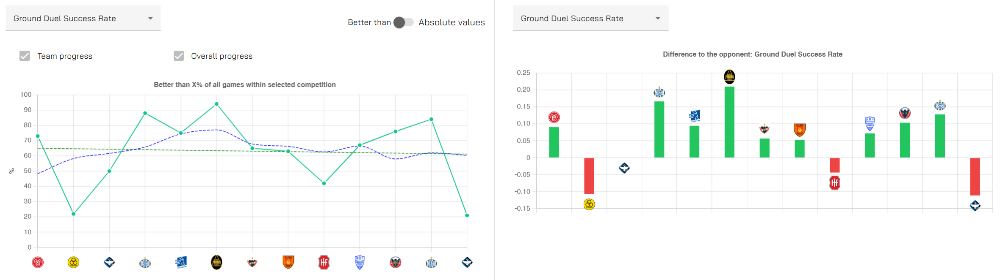 Ground Duel Success Rate
Better than
Absolute values
Team progress
Overall progress
Better than X% of all games within selected competition
100
90
80
70
60
50
40
30
20
10
0
%
Ground Duel Success Rate
Difference to the opponent: Ground Duel Success Rate
0.25
0.20
0.15
0.10
0.05
0
-0.05
-0.10
-0.15